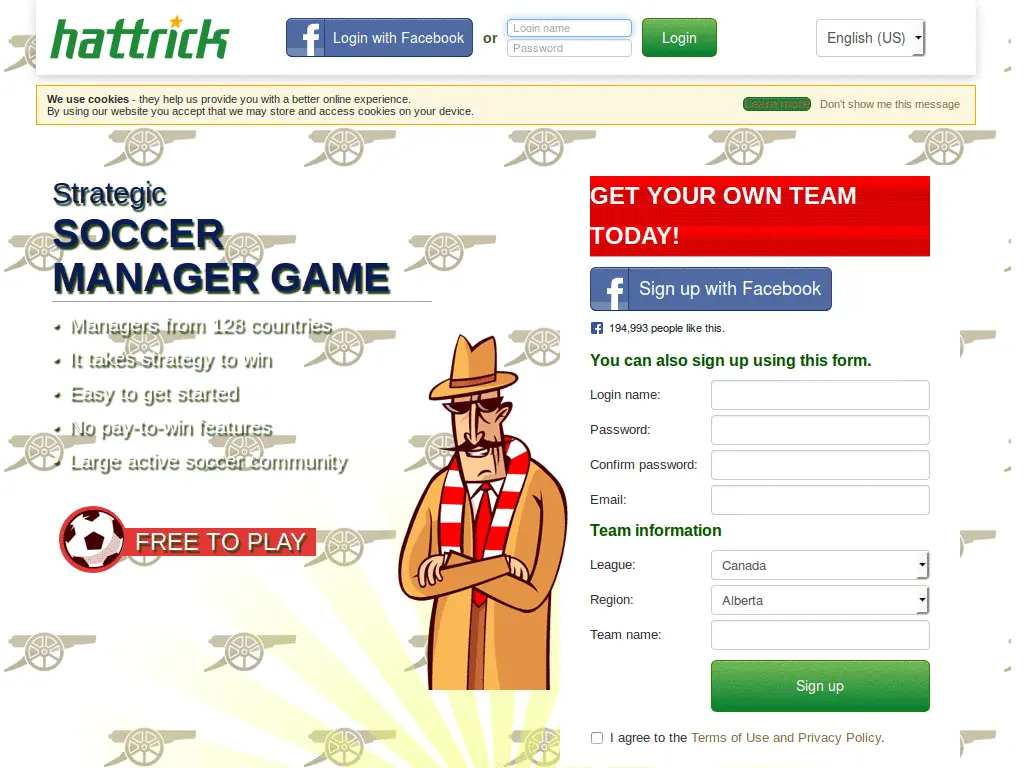 hattrick
Login with Facebook
or
Login name
Password
Login
English (US)
We use cookies - they help us provide you with a better online experience.
By using our website you accept that we may store and access cookies on your device.
Learn more
Don't show me this message
Strategic
SOCCER
MANAGER GAME
• Managers from 128 countries
• It takes strategy to win
• Easy to get started
• No pay-to-win features
• Large active soccer community
FREE TO PLAY
GET YOUR OWN TEAM
TODAY!
Sign up with Facebook
194,993 people like this.
You can also sign up using this form.
Login name:
Password:
Confirm password:
Email:
Team information
League: Canada
Region: Alberta
Team name:
Sign up
I agree to the Terms of Use and Privacy Policy.